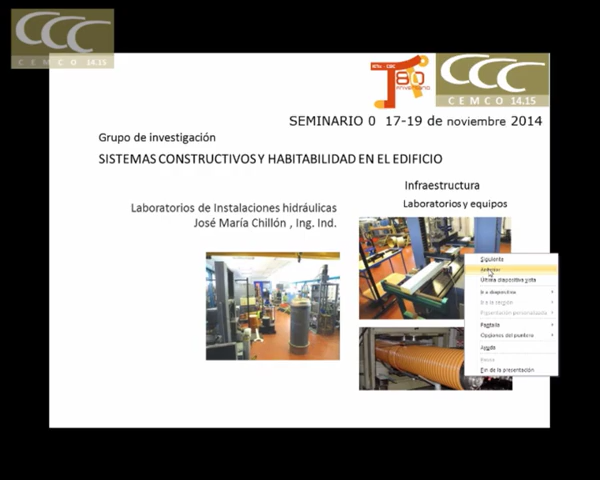 CCC
CEMCO 14.15
80
Aniversario
CCC
CEMCO 14.15
SEMINARIO 0 17-19 de noviembre 2014
Grupo de investigación
SISTEMAS CONSTRUCTIVOS Y HABITABILIDAD EN EL EDIFICIO
Infraestructura
Laboratorios y equipos
Laboratorios de Instalaciones hidráulicas
José María Chillón , Ing. Ind.
Siguiente
Anterior
Última diapositiva vista
Ir a diapositiva
Ir a la sección
Presentación personalizada
Pantalla
Opciones del puntero
Ayuda
Pausa
Fin de la presentación